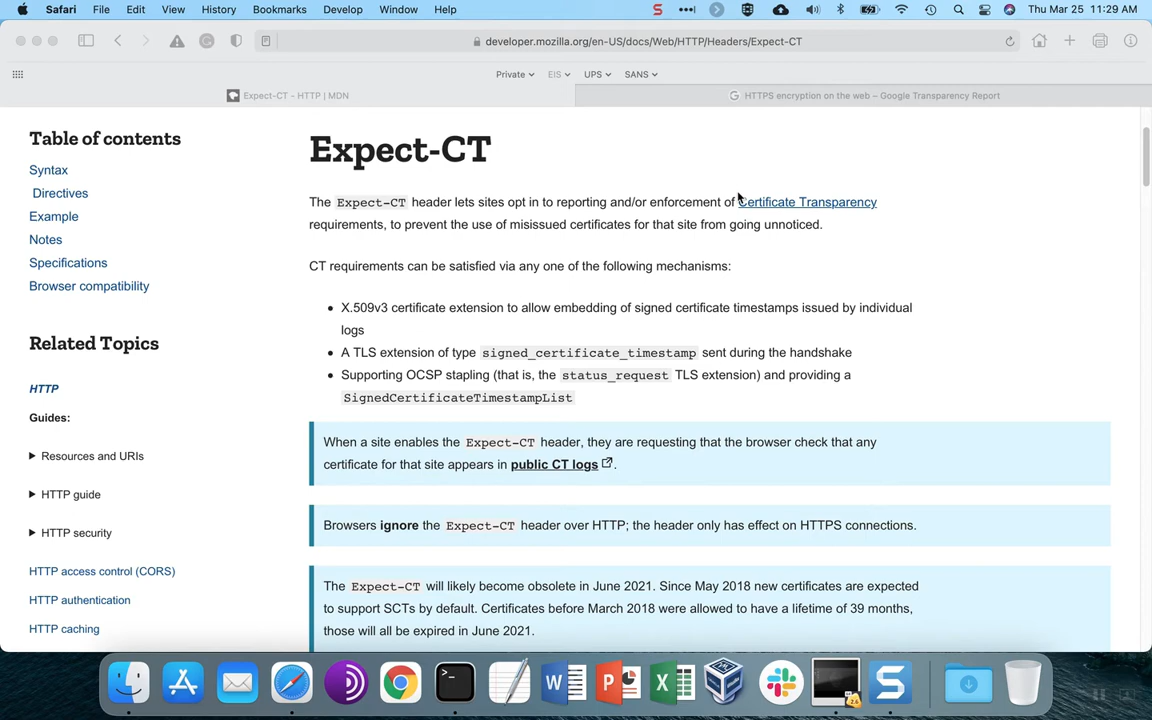 Safari File Edit View History Bookmarks Develop Window Help Thu Mar 25 11:29 AM
developer.mozilla.org/en-US/docs/Web/HTTP/Headers/Expect-CT
Private EIS UPS SANS
Expect-CT - HTTP | MDN
HTTPS encryption on the web – Google Transparency Report
Table of contents
Syntax
Directives
Example
Notes
Specifications
Browser compatibility
Related Topics
HTTP
Guides:
Resources and URIs
HTTP guide
HTTP security
HTTP access control (CORS)
HTTP authentication
HTTP caching
Expect-CT
The Expect-CT header lets sites opt in to reporting and/or enforcement of Certificate Transparency
requirements, to prevent the use of misissued certificates for that site from going unnoticed.
CT requirements can be satisfied via any one of the following mechanisms:
X.509v3 certificate extension to allow embedding of signed certificate timestamps issued by individual
logs
A TLS extension of type signed_certificate_timestamp sent during the handshake
Supporting OCSP stapling (that is, the status_request TLS extension) and providing a
SignedCertificateTimestampList
When a site enables the Expect-CT header, they are requesting that the browser check that any
certificate for that site appears in public CT logs.
Browsers ignore the Expect-CT header over HTTP; the header only has effect on HTTPS connections.
The Expect-CT will likely become obsolete in June 2021. Since May 2018 new certificates are expected
to support SCTs by default. Certificates before March 2018 were allowed to have a lifetime of 39 months,
those will all be expired in June 2021.